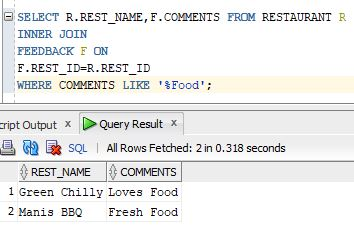 SELECT R.REST_NAME,F.COMMENTS FROM RESTAURANT R
INNER JOIN
FEEDBACK F ON
F.REST_ID=R.REST_ID
WHERE COMMENTS LIKE '%Food';
cript Output x Query Result x
SQL | All Rows Fetched: 2 in 0.318 seconds
REST_NAME COMMENTS
1 Green Chilly Loves Food
2 Manis BBQ Fresh Food